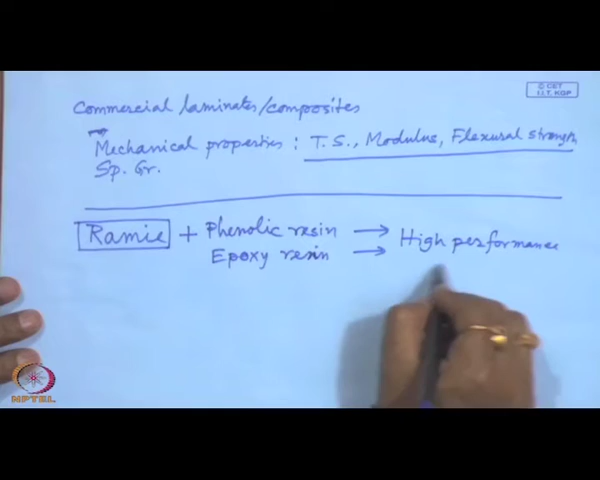 © CET
I.I.T. KGP
Commercial laminates/composites
Mechanical properties : T.S., Modulus, Flexural strength
Sp. Gr.
Ramie + Phenolic resin → High performance
Epoxy resin →
NPTEL